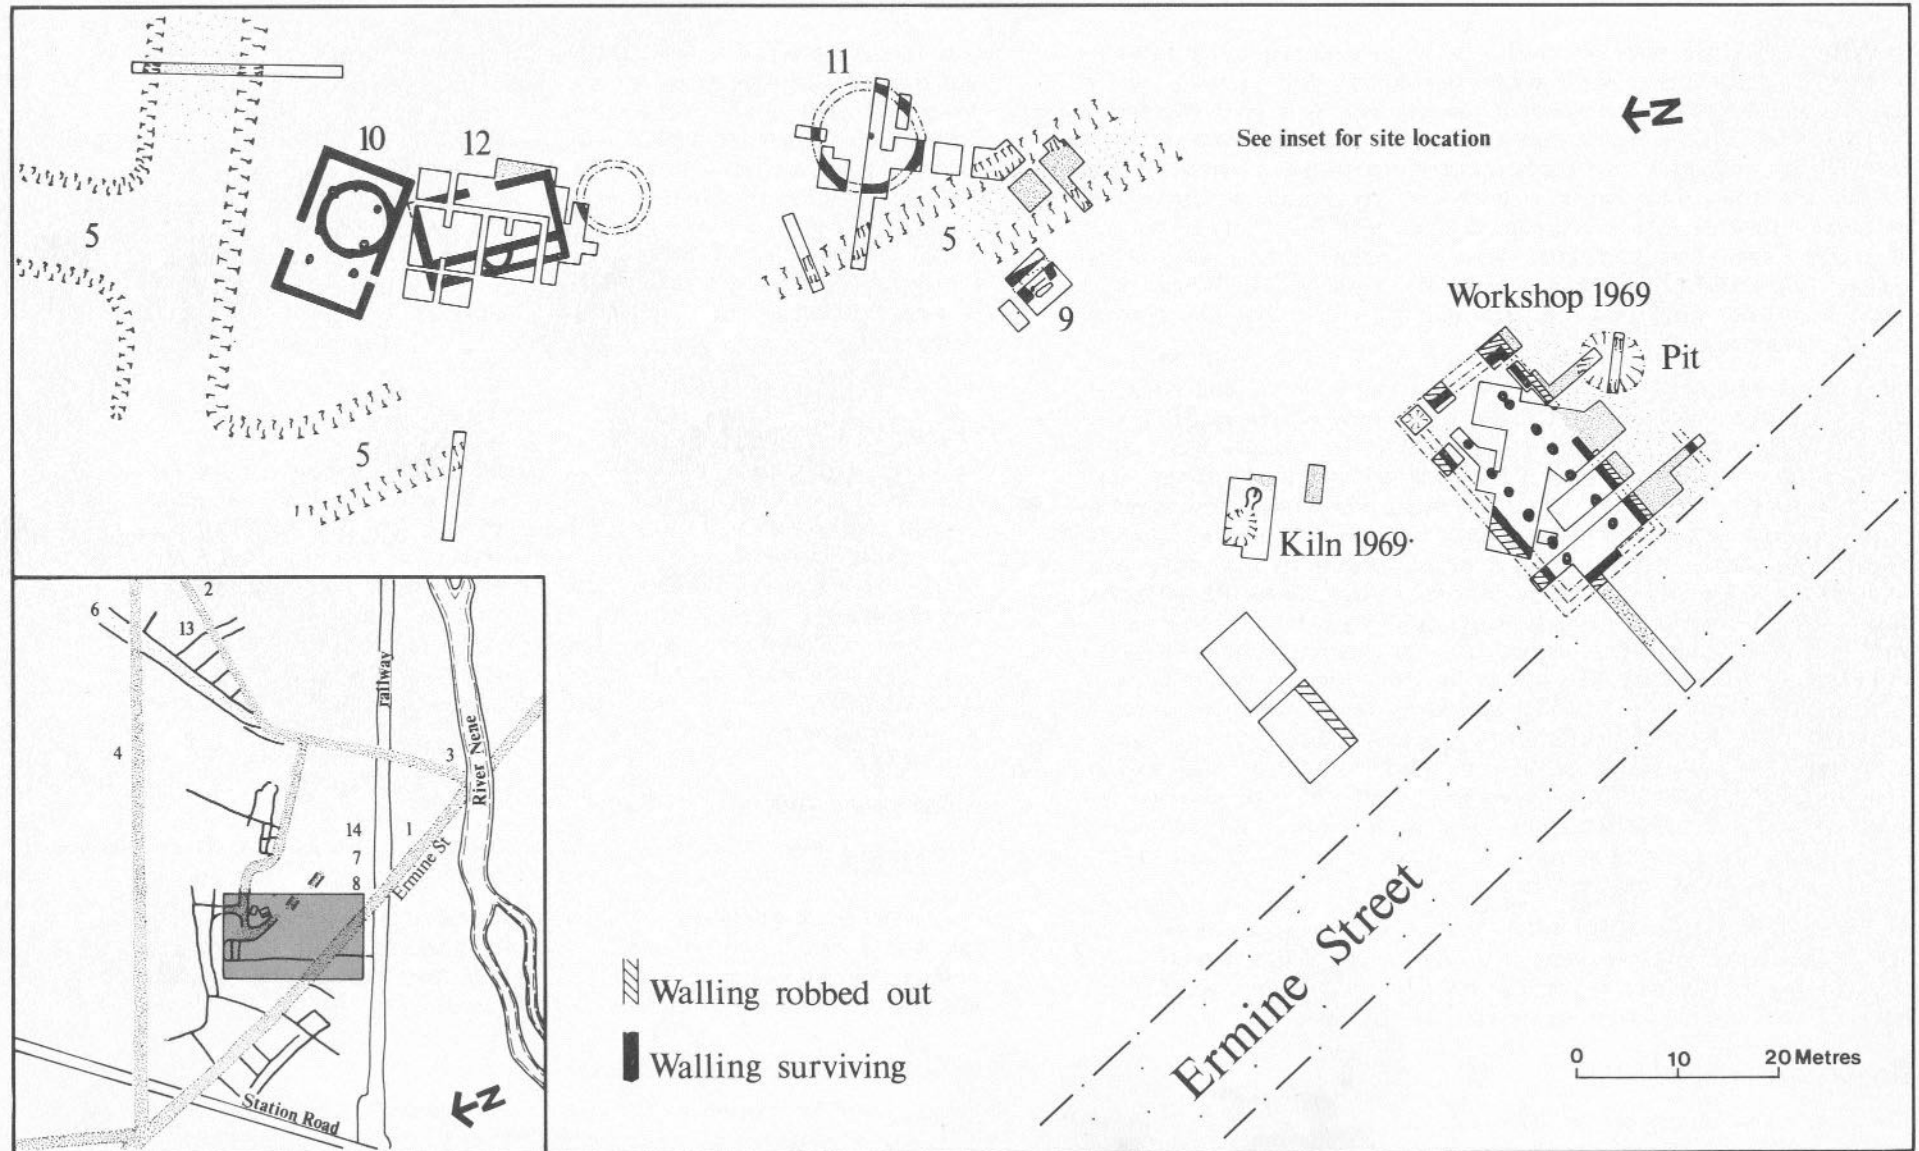 11
N
See inset for site location
10
12
5
5
9
Workshop 1969
Pit
5
Kiln 1969
2
6
13
railway
4
3
River Nene
14
1
7
Ermine St
8
N
Station Road
Walling robbed out
Walling surviving
Ermine Street
0 10 20 Metres